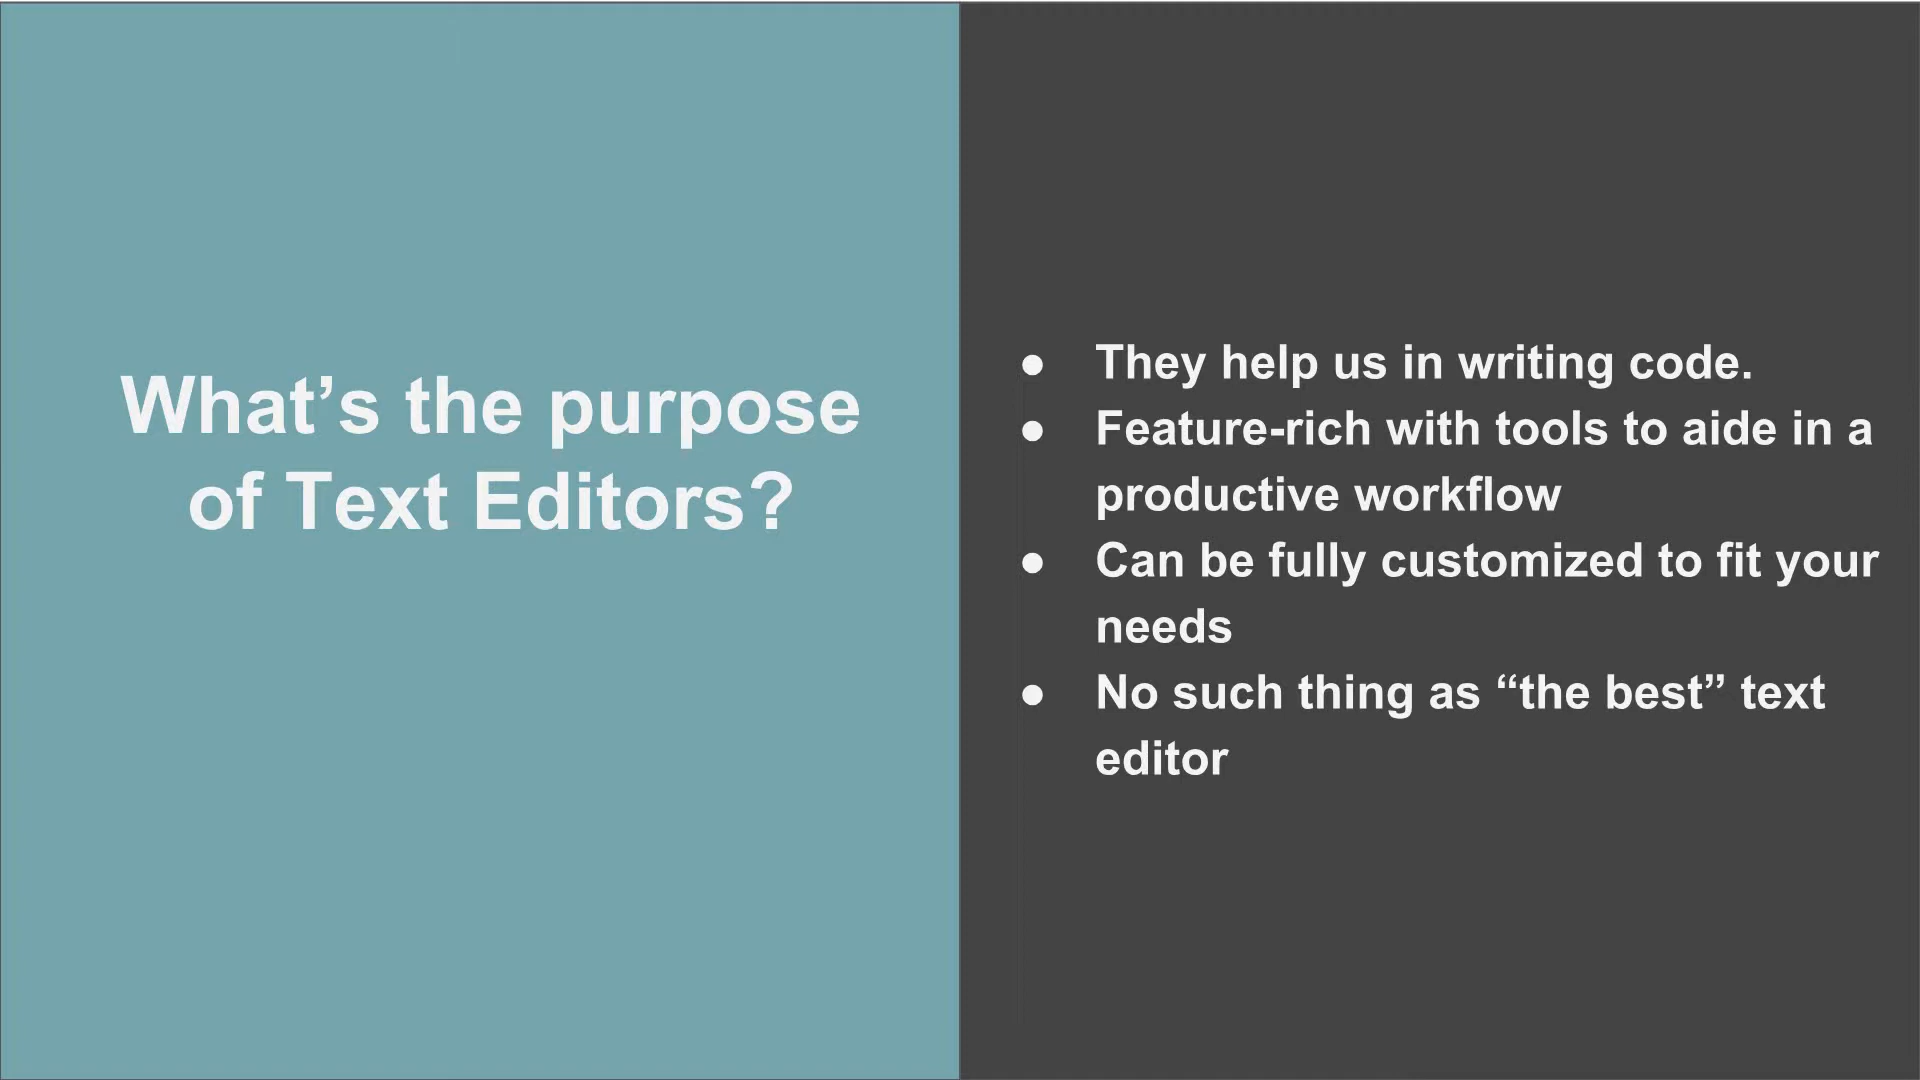 What’s the purpose
of Text Editors?
● They help us in writing code.
● Feature-rich with tools to aide in a
productive workflow
● Can be fully customized to fit your
needs
● No such thing as “the best” text
editor